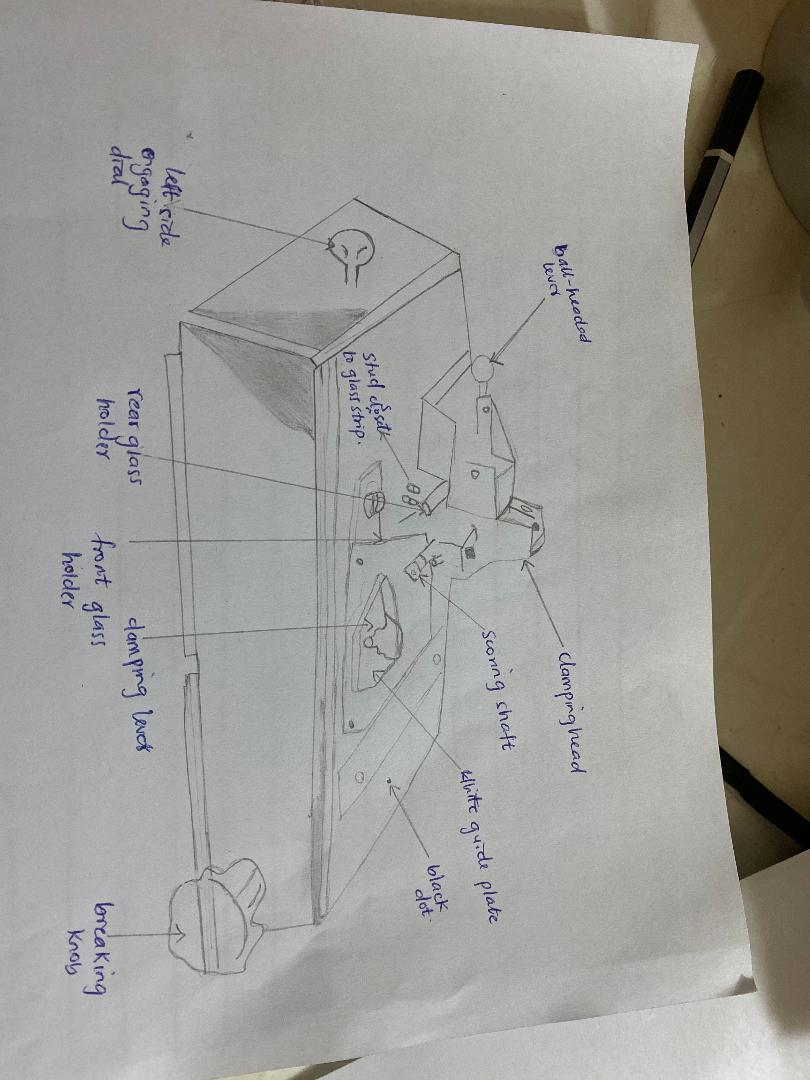 ball-headed
lever
clamping head
left side
engaging
dial
stud closest
to glass strip.
scoring shaft
white guide plate
black
dot.
rear glass
holder
front glass
holder
clamping lever
breaking
knob